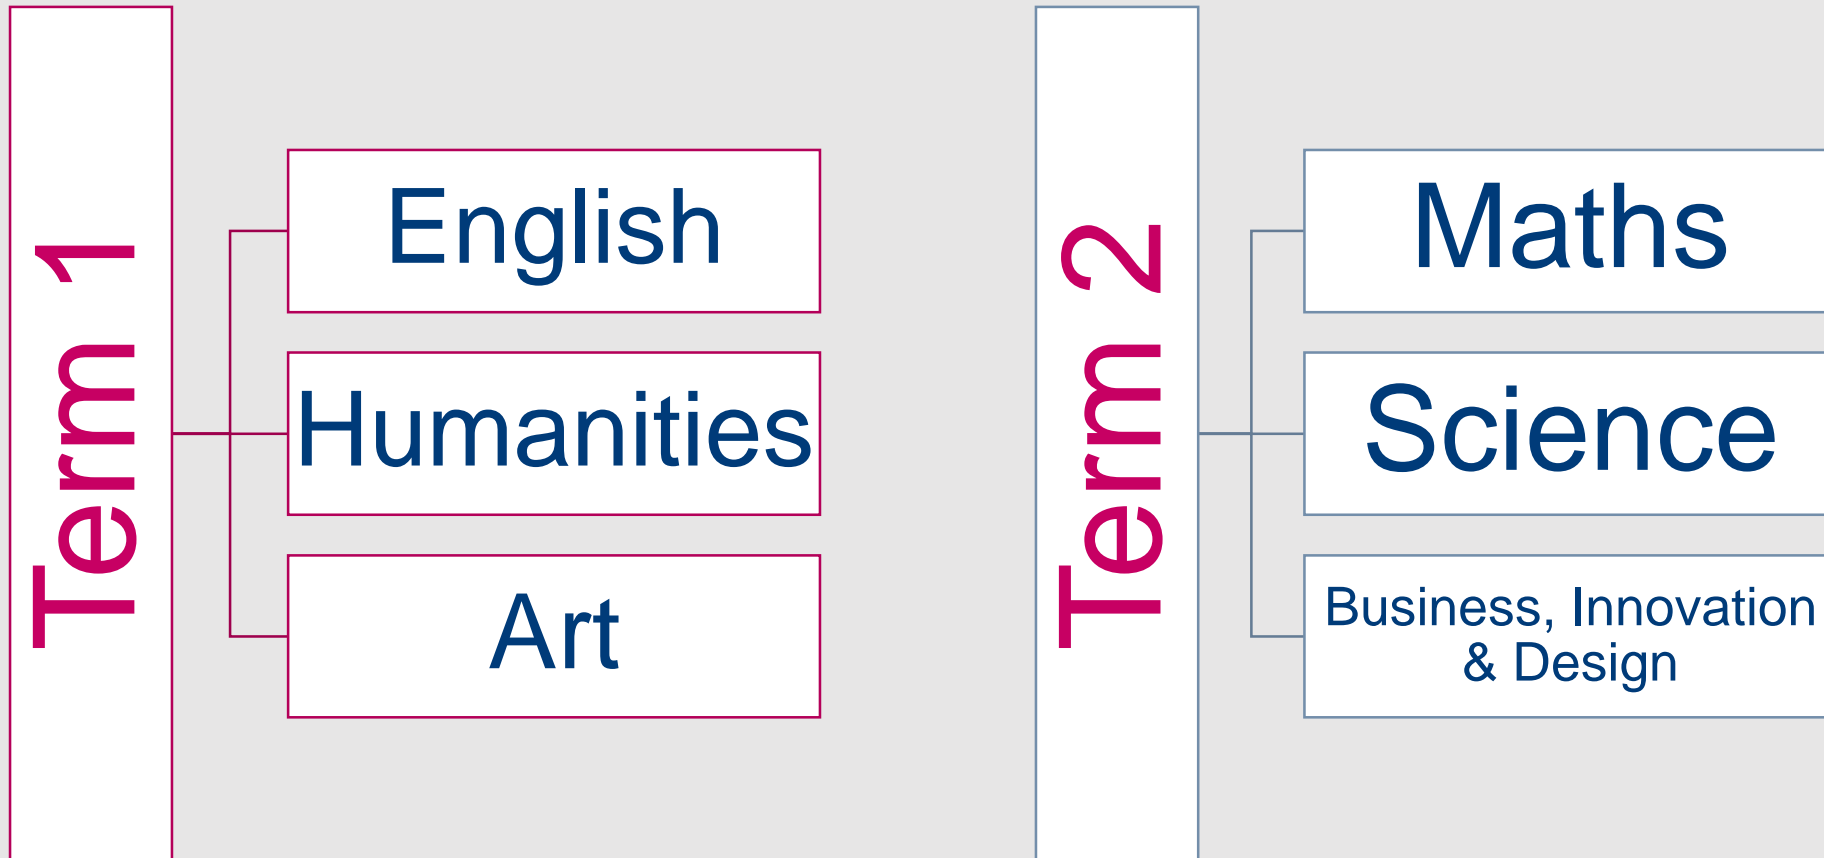 Term 1
English
Humanities
Art
Term 2
Maths
Science
Business, Innovation
& Design